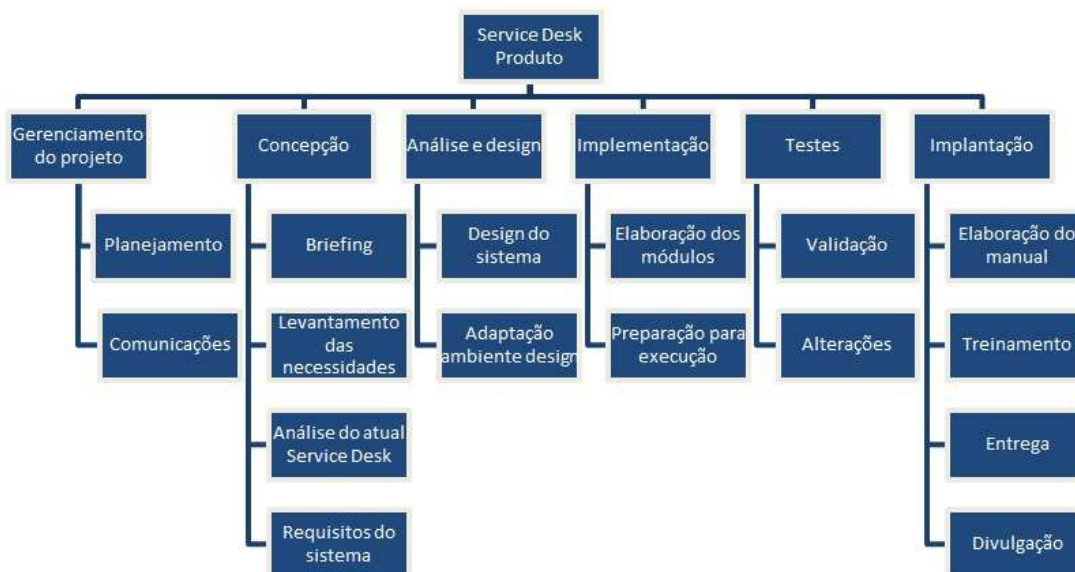 Service Desk
Produto
Gerenciamento
do projeto
Concepção
Análise e design
Implementação
Testes
Implantação
Planejamento
Briefing
Design do
sistema
Elaboração dos
módulos
Validação
Elaboração do
manual
Comunicações
Levantamento
das
necessidades
Adaptação
ambiente design
Preparação para
execução
Alterações
Treinamento
Análise do atual
Service Desk
Entrega
Requisitos do
sistema
Divulgação